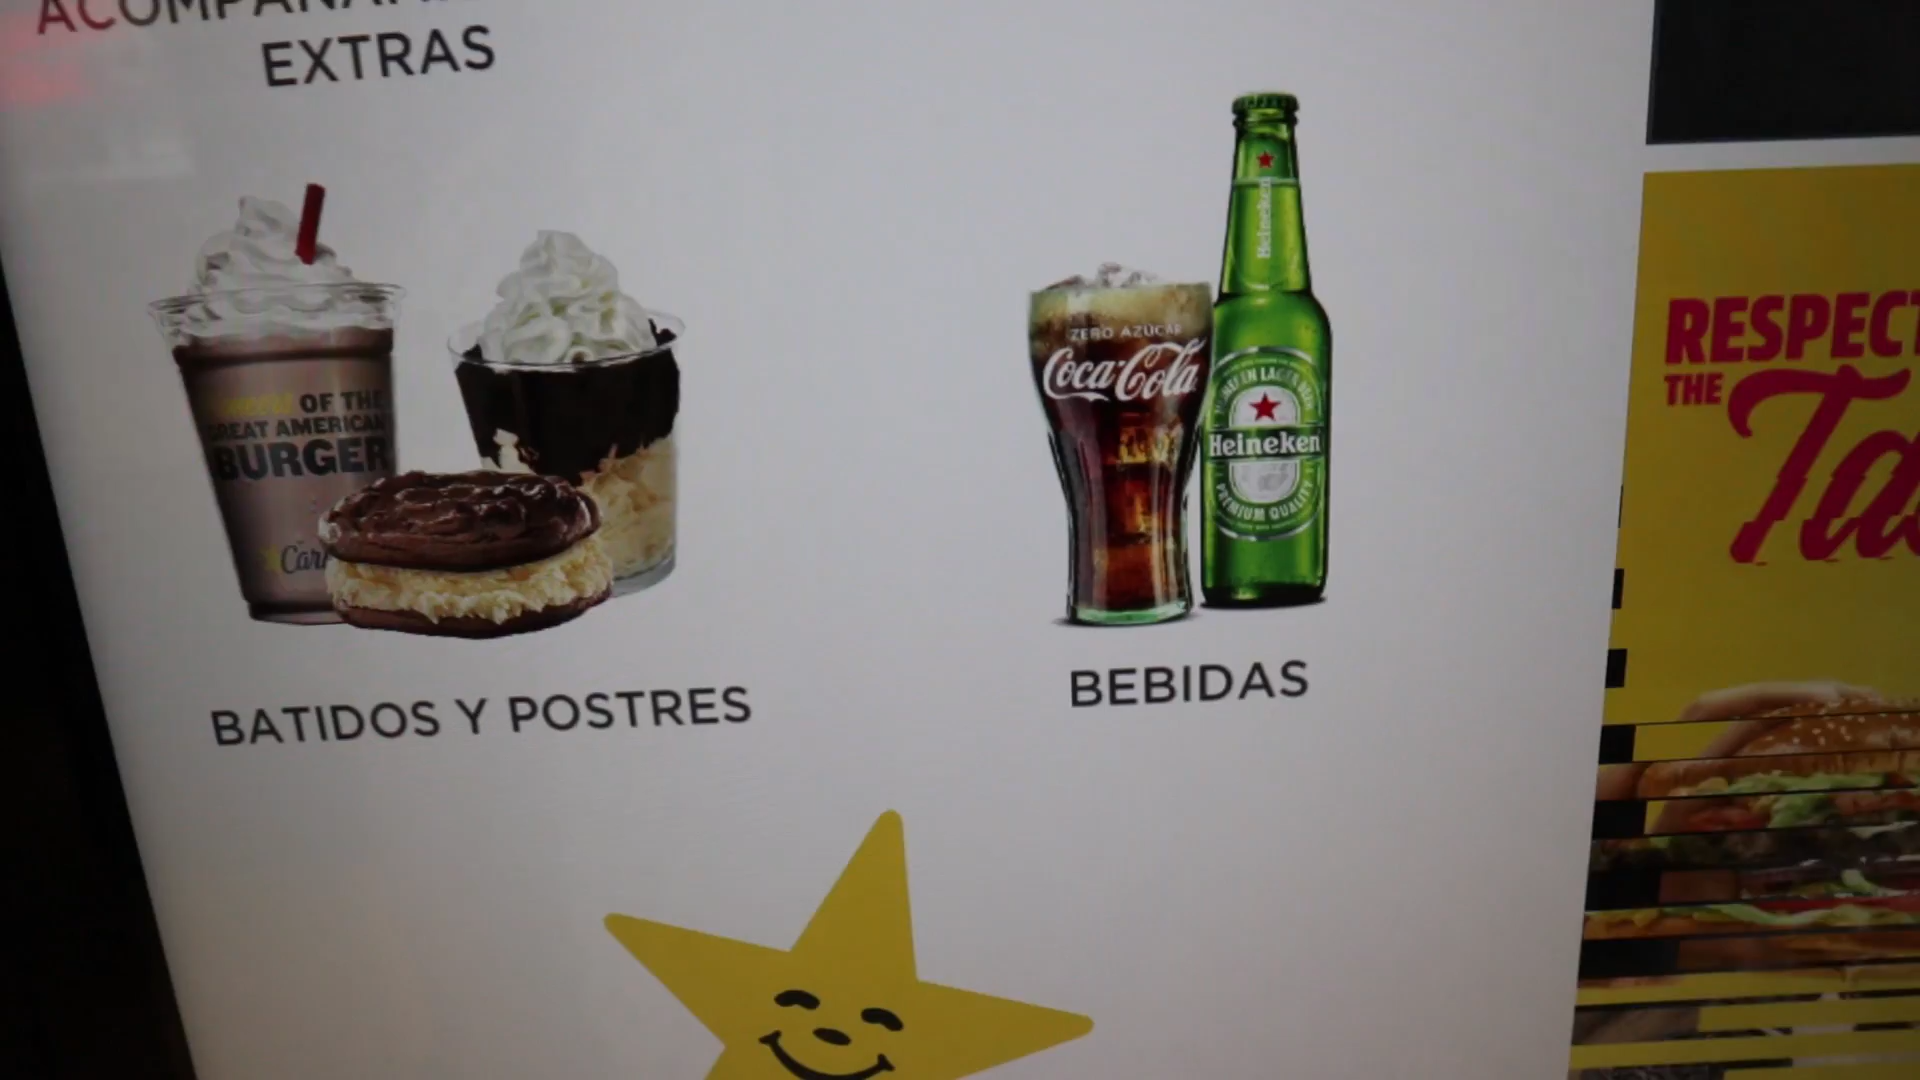 EXTRAS
OF THE
GREAT AMERICAN
BURGER
ZERO AZÚCAR
Coca-Cola
Heineken
Heineken
PREMIUM QUALITY
BATIDOS Y POSTRES
BEBIDAS
RESPECT
THE